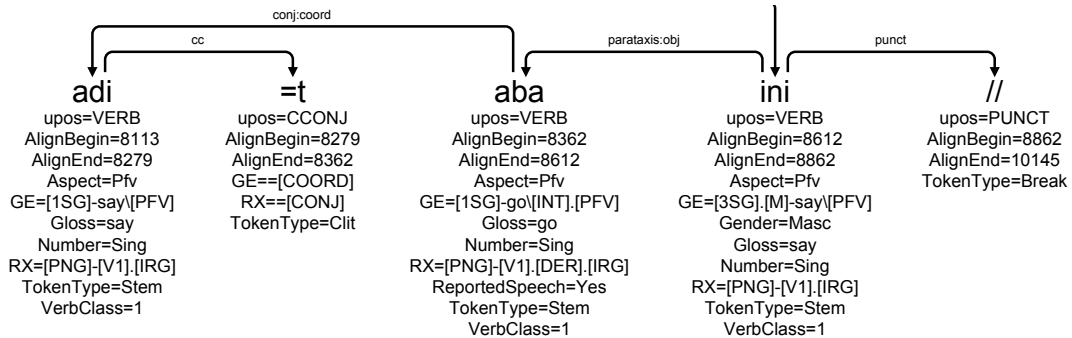 conj:coord
cc parataxis:obj punct
adi =t aba ini //
upos=VERB upos=CCONJ upos=VERB upos=VERB upos=PUNCT
AlignBegin=8113 AlignBegin=8279 AlignBegin=8362 AlignBegin=8612 AlignBegin=8862
AlignEnd=8279 AlignEnd=8362 AlignEnd=8612 AlignEnd=8862 AlignEnd=10145
Aspect=Pfv GE==[COORD] Aspect=Pfv Aspect=Pfv TokenType=Break
GE=[1SG]-say\[PFV] RX==[CONJ] GE=[1SG]-go\[INT].[PFV] GE=[3SG].[M]-say\[PFV]
Gloss=say TokenType=Clit Gloss=go Gender=Masc
Number=Sing Number=Sing Gloss=say
RX=[PNG]-[V1].[IRG] RX=[PNG]-[V1].[DER].[IRG] Number=Sing
TokenType=Stem ReportedSpeech=Yes RX=[PNG]-[V1].[IRG]
VerbClass=1 TokenType=Stem TokenType=Stem
VerbClass=1 VerbClass=1